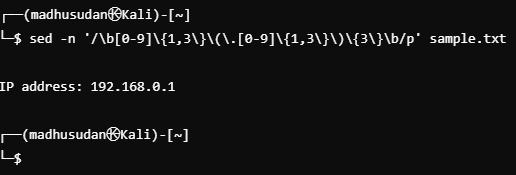 ┌──(madhusudan㉿Kali)-[~]
└─$ sed -n '/\b[0-9]\{1,3\}\(\.[0-9]\{1,3\}\)\{3\}\b/p' sample.txt
IP address: 192.168.0.1
┌──(madhusudan㉿Kali)-[~]
└─$